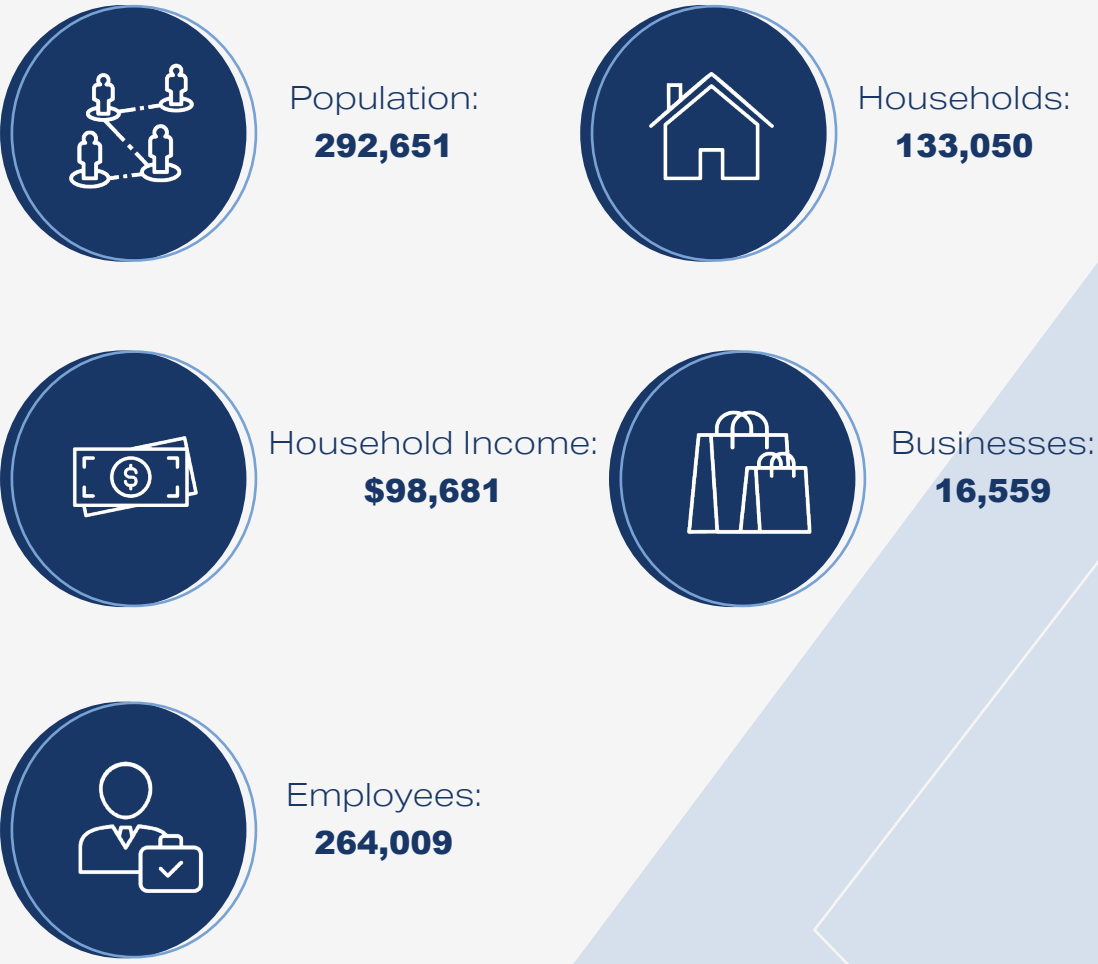 Population:
292,651
Households:
133,050
Household Income:
$98,681
Businesses:
16,559
Employees:
264,009